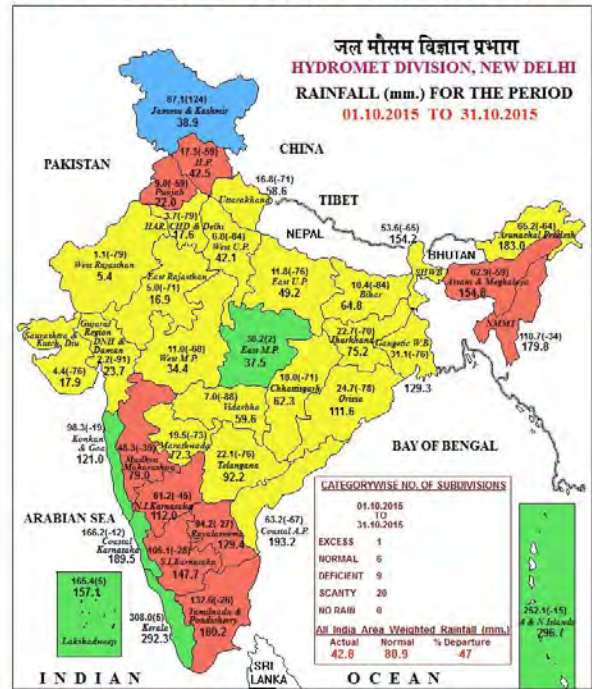 जल मौसम विज्ञान प्रभाग
HYDROMET DIVISION, NEW DELHI
RAINFALL (mm.) FOR THE PERIOD
01.10.2015 TO 31.10.2015
87.1(124)
Jammu & Kashmir
38.9
PAKISTAN
CHINA
17.3(-59)
H.P.
42.5
9.0(-59)
Punjab
22.0
16.8(-71)
58.6
Uttarakhand
TIBET
3.7(-79)
HAR. CHD & Delhi
17.6
NEPAL
53.6(-65)
154.2
SHWB
BHUTAN
65.2(-64)
Arunachal Pradesh
183.0
1.1(-79)
West Rajasthan
5.4
East Rajasthan
5.0(-71)
16.9
6.8(-84)
West U.P.
42.1
11.8(-76)
East U.P.
49.2
10.4(-84)
Bihar
64.8
62.9(-59)
Assam & Meghalaya
154.8
NMMT
118.7(-34)
179.8
Saurashtra &
Kutch, Diu
4.4(-76)
17.9
Gujarat
Region
DNH &
Daman
2.2(-91)
23.7
11.0(-68)
West M.P.
34.4
38.2(2)
East M.P.
37.5
22.7(-70)
Jharkhand
75.2
Gangetic W.B
31.1(-76)
129.3
18.0(-71)
Chhattisgarh
62.3
24.7(-78)
Orissa
111.6
7.0(-88)
Vidarbha
59.6
98.3(-19)
Konkan
& Goa
121.0
48.3(-39)
Madhya
Maharashtra
79.0
19.5(-73)
Marathwada
72.3
22.1(-76)
Telangana
92.2
BAY OF BENGAL
ARABIAN SEA
166.2(-12)
Coastal
Karnataka
189.5
61.2(-45)
N.I.Karnataka
112.0
94.2(-27)
Rayalaseema
129.4
63.2(-67)
Coastal A.P.
193.2
106.1(-28)
S.I.Karnataka
147.7
165.4(5)
157.1
Lakshadweep
308.0(5)
Kerala
292.3
132.6(-26)
Tamilnadu &
Pondicherry
180.2
CATEGORYWISE NO. OF SUBDIVISIONS
01.10.2015
TO
31.10.2015
EXCESS 1
NORMAL 6
DEFICIENT 9
SCANTY 20
NO RAIN 0
All India Area Weighted Rainfall (mm.)
Actual Normal % Departure
42.8 80.9 47
252.1(-15)
A & N Islands
296.1
SRI
LANKA
INDIAN OCEAN